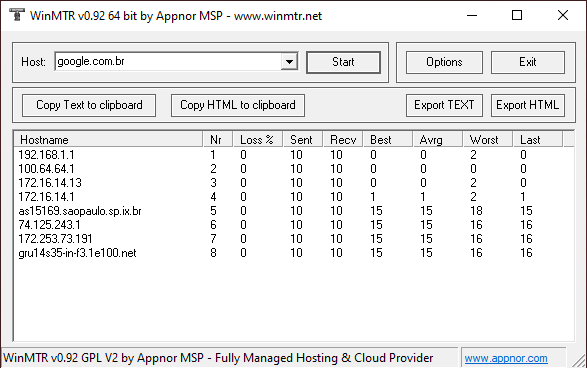 WinMTR v0.92 64 bit by Appnor MSP - www.winmtr.net
Host: google.com.br Start Options Exit
Copy Text to clipboard Copy HTML to clipboard Export TEXT Export HTML
Hostname Nr Loss % Sent Recv Best Avrg Worst Last
192.168.1.1 1 0 10 10 0 0 2 0
100.64.64.1 2 0 10 10 0 0 0 0
172.16.14.13 3 0 10 10 0 0 2 0
172.16.14.1 4 0 10 10 1 1 2 1
as15169.saopaulo.sp.ix.br 5 0 10 10 15 15 18 15
74.125.243.1 6 0 10 10 15 15 16 16
172.253.73.191 7 0 10 10 15 15 16 16
gru14s35-in-f3.1e100.net 8 0 10 10 15 15 16 16
WinMTR v0.92 GPL V2 by Appnor MSP - Fully Managed Hosting & Cloud Provider www.appnor.com